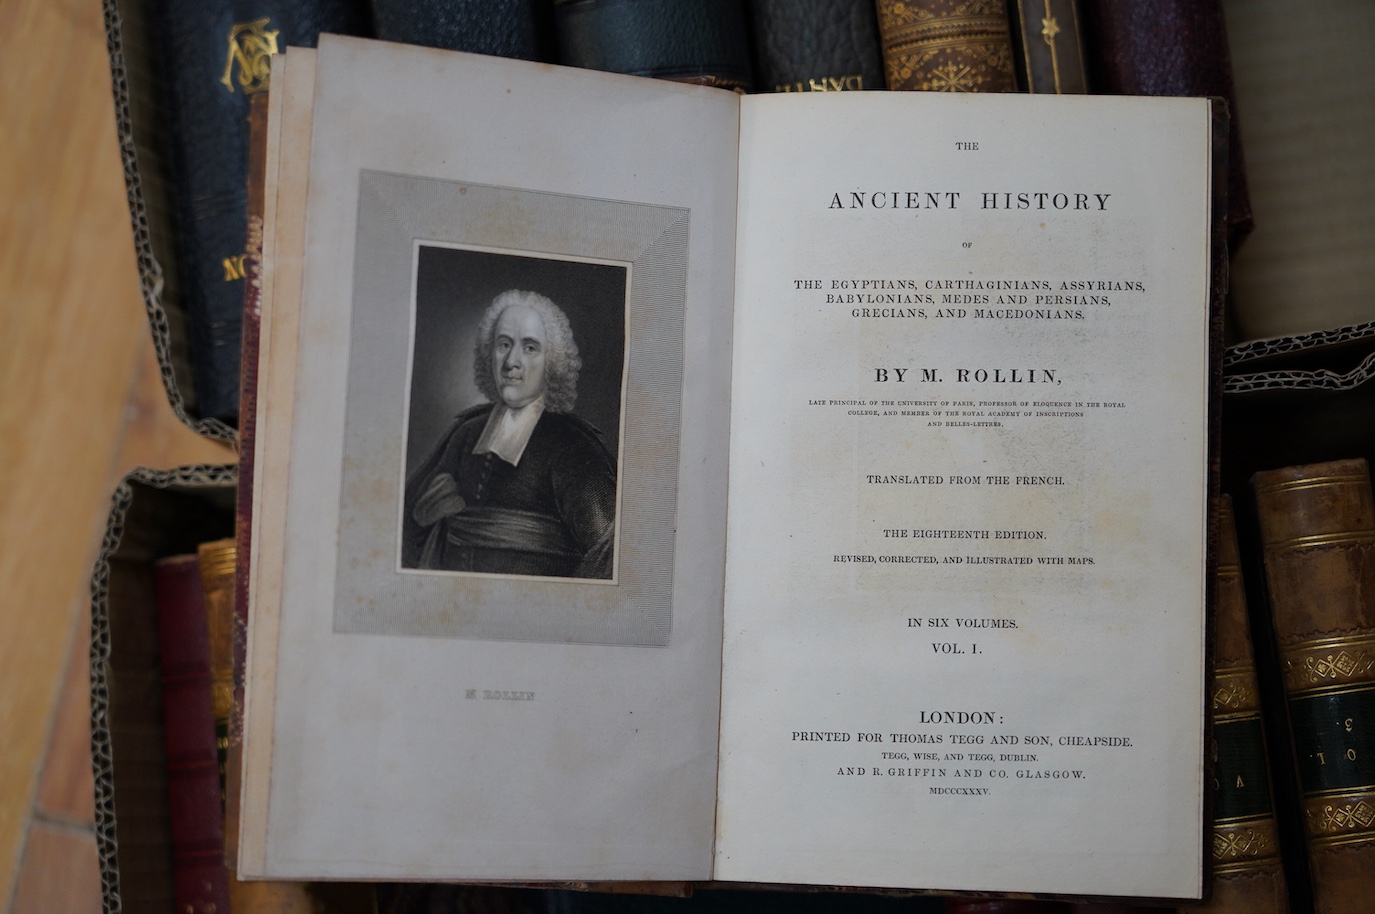 M ROLLIN
THE
ANCIENT HISTORY
OF
THE EGYPTIANS, CARTHAGINIANS, ASSYRIANS,
BABYLONIANS, MEDES AND PERSIANS,
GRECIANS, AND MACEDONIANS.
BY M. ROLLIN,
LATE PRINCIPAL OF THE UNIVERSITY OF PARIS, PROFESSOR OF ELOQUENCE IN THE ROYAL
COLLEGE, AND MEMBER OF THE ROYAL ACADEMY OF INSCRIPTIONS
AND BELLES-LETTRES.
TRANSLATED FROM THE FRENCH.
THE EIGHTEENTH EDITION.
REVISED, CORRECTED, AND ILLUSTRATED WITH MAPS.
IN SIX VOLUMES.
VOL. I.
LONDON:
PRINTED FOR THOMAS TEGG AND SON, CHEAPSIDE.
TEGG, WISE, AND TEGG, DUBLIN.
AND R. GRIFFIN AND CO. GLASGOW.
MDCCCXXXV.